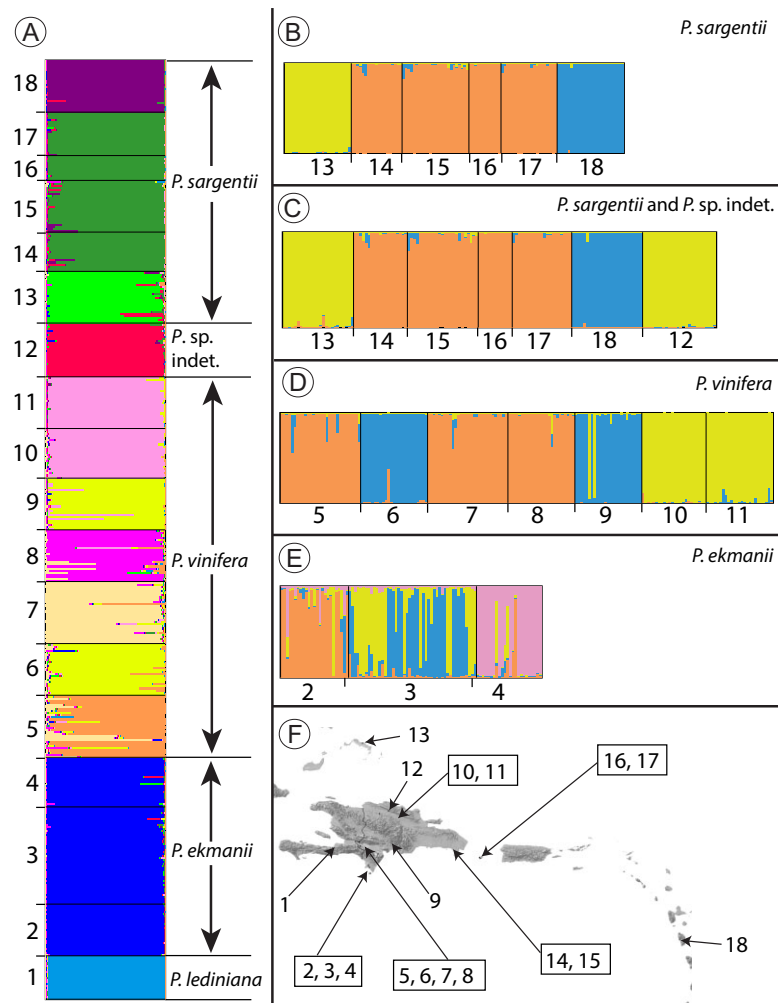 A
18
17
16
15
14
13
12
11
10
9
8
7
6
5
4
3
2
1
P. sargentii
P. sp.
indet.
P. vinifera
P. ekmanii
P. lediniana
B
P. sargentii
13 14 15 16 17 18
C
P. sargentii and P. sp. indet.
13 14 15 16 17 18 12
D
P. vinifera
5 6 7 8 9 10 11
E
P. ekmanii
2 3 4
F
13
12
10, 11
16, 17
1
9
18
2, 3, 4
5, 6, 7, 8
14, 15